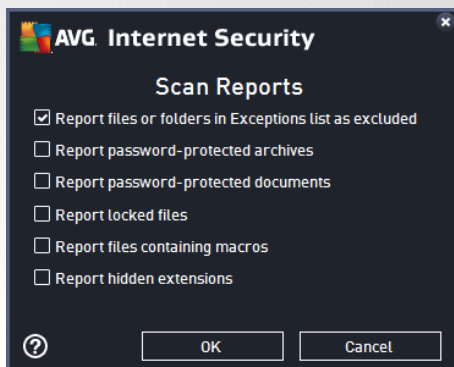 AVG. Internet Security
Scan Reports
Report files or folders in Exceptions list as excluded
Report password-protected archives
Report password-protected documents
Report locked files
Report files containing macros
Report hidden extensions
?
OK
Cancel